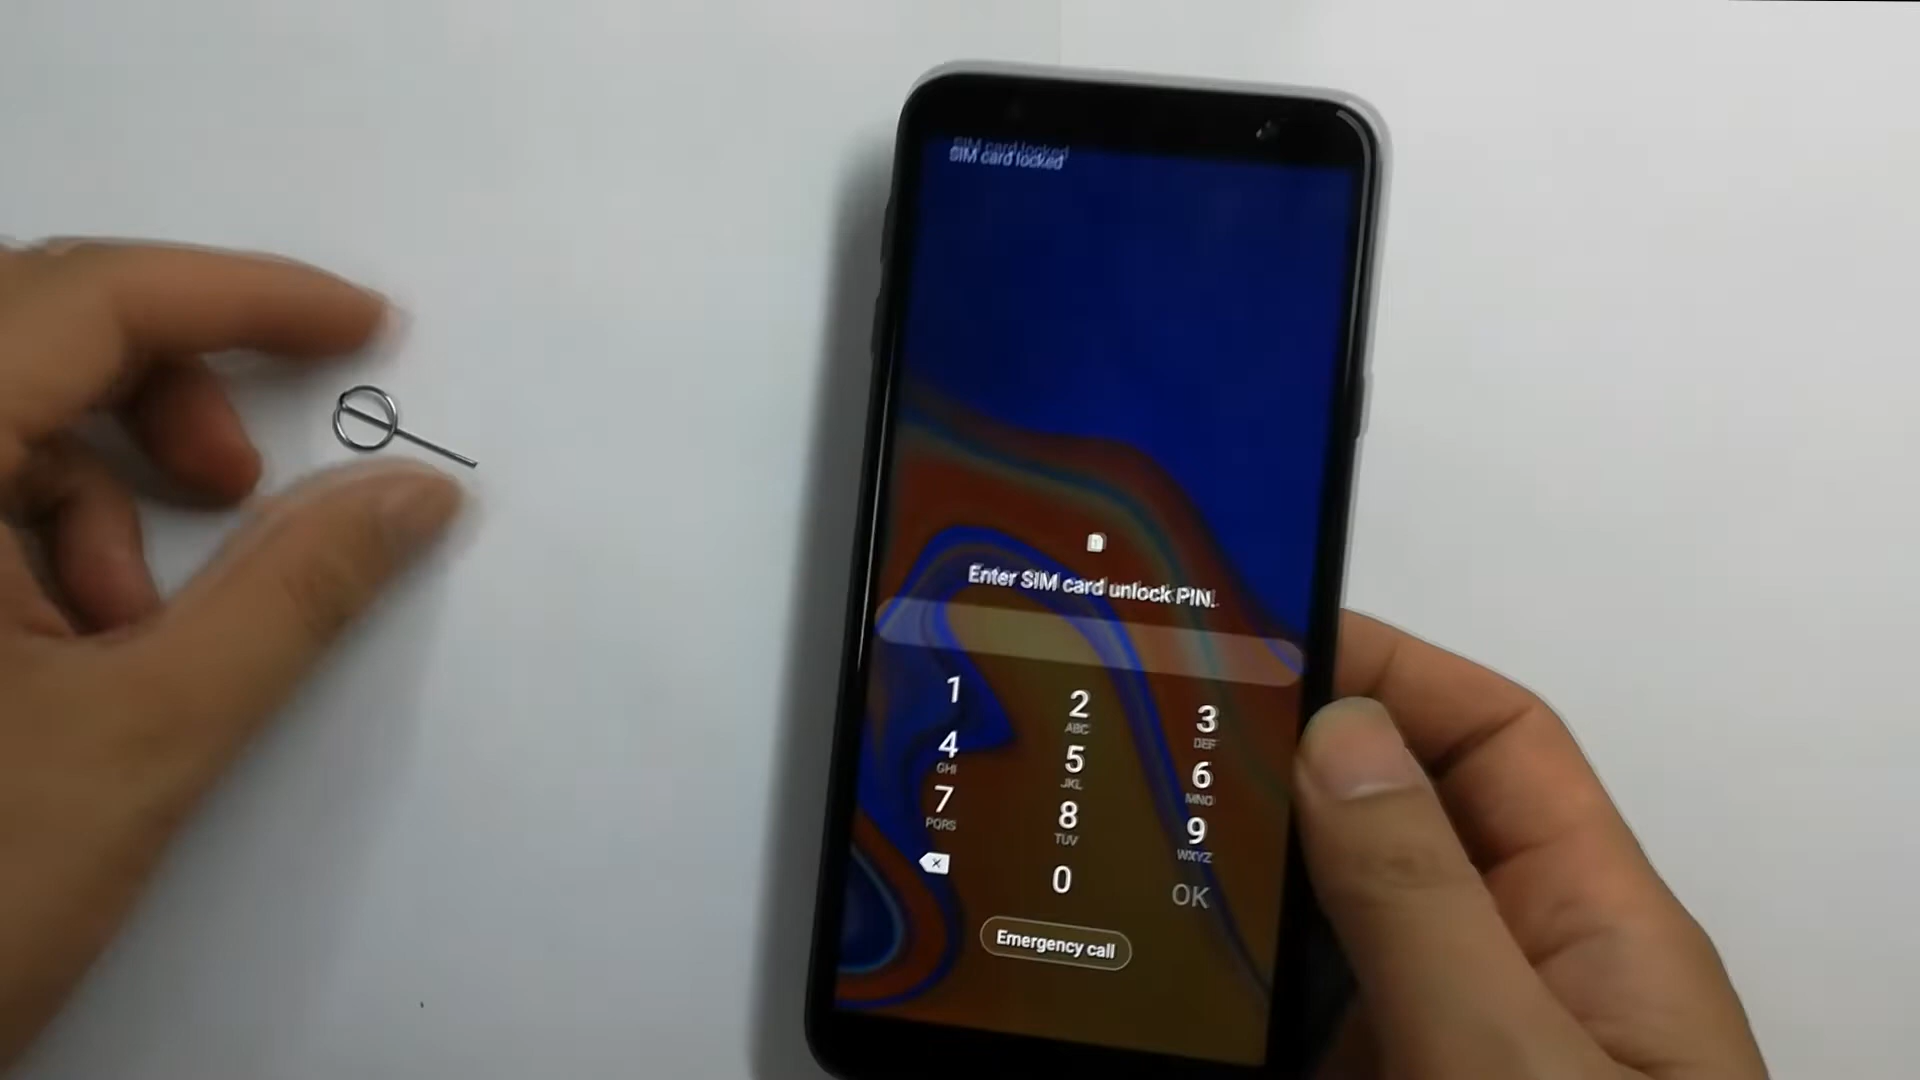 SIM card locked
Enter SIM card unlock PIN.
1 2 3
ABC DEF
4 5 6
GHI JKL MNO
7 8 9
PQRS TUV WXYZ
0 OK
Emergency call